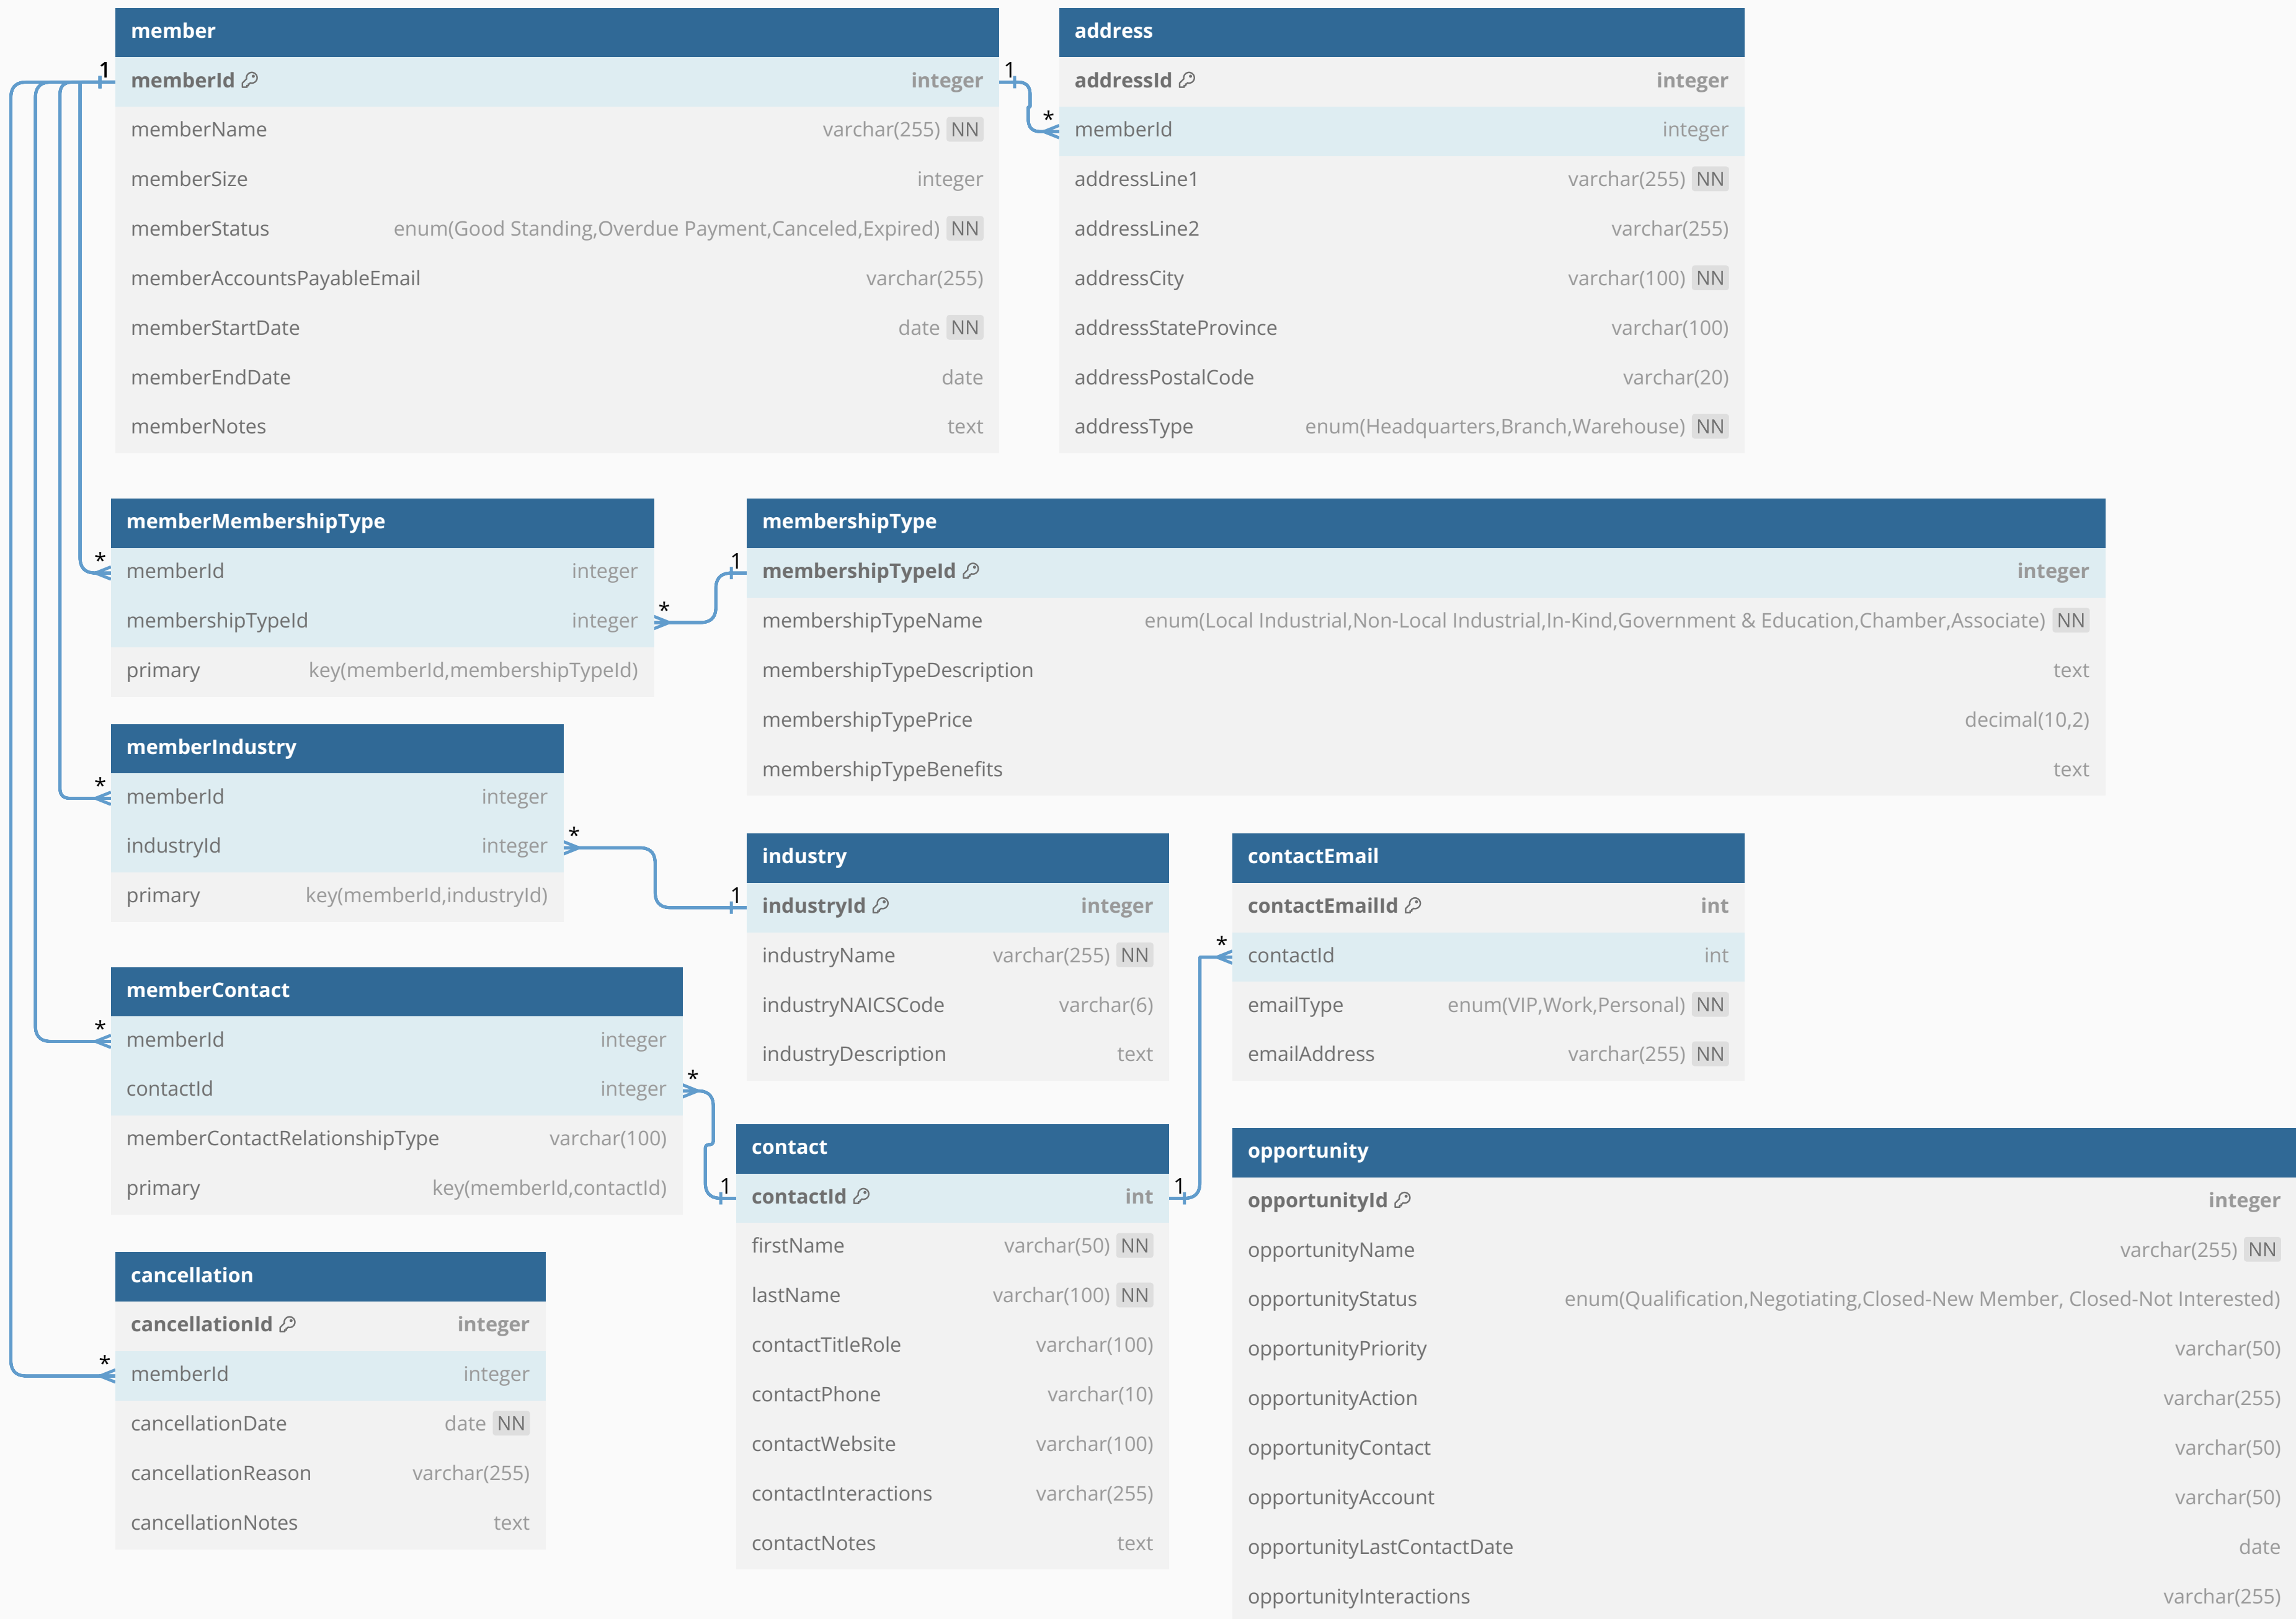 member
memberId integer
memberName varchar(255) NN
memberSize integer
memberStatus enum(Good Standing,Overdue Payment,Canceled,Expired) NN
memberAccountsPayableEmail varchar(255)
memberStartDate date NN
memberEndDate date
memberNotes text
1
1
*
address
addressId integer
memberId integer
addressLine1 varchar(255) NN
addressLine2 varchar(255)
addressCity varchar(100) NN
addressStateProvince varchar(100)
addressPostalCode varchar(20)
addressType enum(Headquarters,Branch,Warehouse) NN
memberMembershipType
* memberId integer
membershipTypeId integer *
primary key(memberId,membershipTypeId)
membershipType
1 membershipTypeId integer
membershipTypeName enum(Local Industrial,Non-Local Industrial,In-Kind,Government & Education,Chamber,Associate) NN
membershipTypeDescription text
membershipTypePrice decimal(10,2)
membershipTypeBenefits text
memberIndustry
* memberId integer
industryId integer *
primary key(memberId,industryId)
industry
1 industryId integer
industryName varchar(255) NN
industryNAICSCode varchar(6)
industryDescription text
contactEmail
contactEmailId int
* contactId int
emailType enum(VIP,Work,Personal) NN
emailAddress varchar(255) NN
memberContact
* memberId integer
contactId integer *
memberContactRelationshipType varchar(100)
primary key(memberId,contactId)
contact
1 contactId int 1
firstName varchar(50) NN
lastName varchar(100) NN
contactTitleRole varchar(100)
contactPhone varchar(10)
contactWebsite varchar(100)
contactInteractions varchar(255)
contactNotes text
opportunity
opportunityId integer
opportunityName varchar(255) NN
opportunityStatus enum(Qualification,Negotiating,Closed-New Member, Closed-Not Interested)
opportunityPriority varchar(50)
opportunityAction varchar(255)
opportunityContact varchar(50)
opportunityAccount varchar(50)
opportunityLastContactDate date
opportunityInteractions varchar(255)
cancellation
cancellationId integer
* memberId integer
cancellationDate date NN
cancellationReason varchar(255)
cancellationNotes text